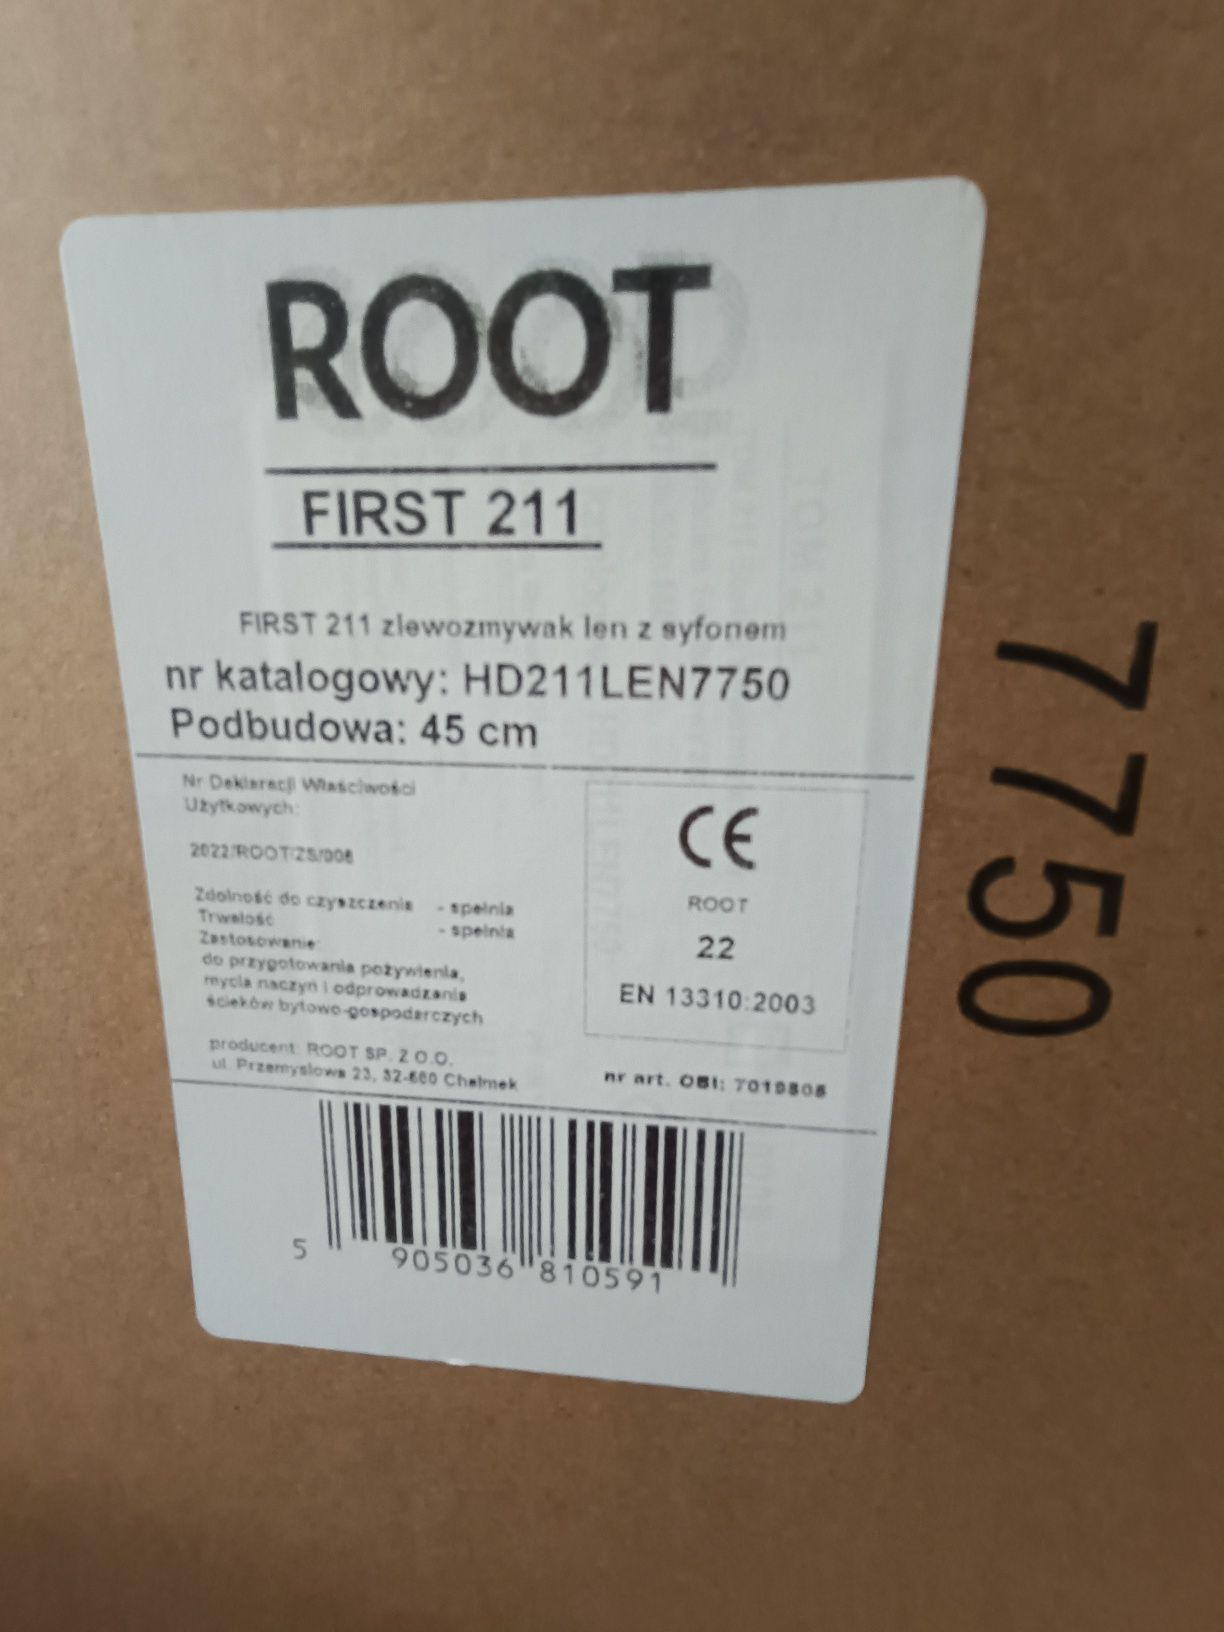 ROOT
FIRST 211
FIRST 211 zlewozmywak len z syfonem
nr katalogowy: HD211LEN7750
Podbudowa: 45 cm
Nr Deklaracji Właściwości
Użytkowych:
2022/ROOT/ZS/006
Zdolność do czyszczenia - spełnia
Trwałość - spełnia
Zastosowanie:
do przygotowania pożywienia,
mycia naczyń i odprowadzania
ścieków bytowo-gospodarczych
producent: ROOT SP. Z O.O.
ul. Przemysłowa 23, 32-660 Chełmek
CE
ROOT
22
EN 13310:2003
nr art. OBI:
5 905036 810591
7750